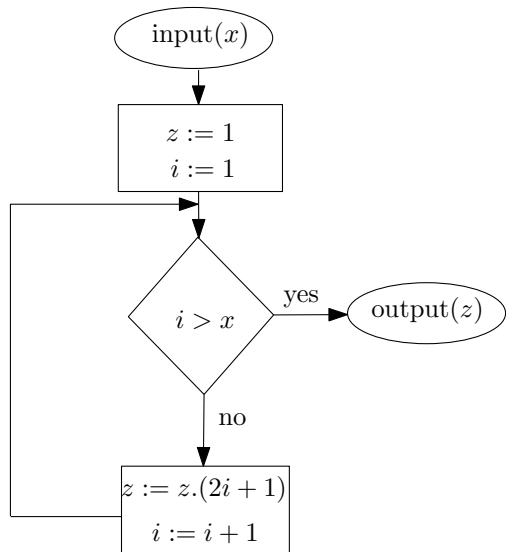 input(x)
z := 1
i := 1
i > x
yes
output(z)
no
z := z.(2i + 1)
i := i + 1